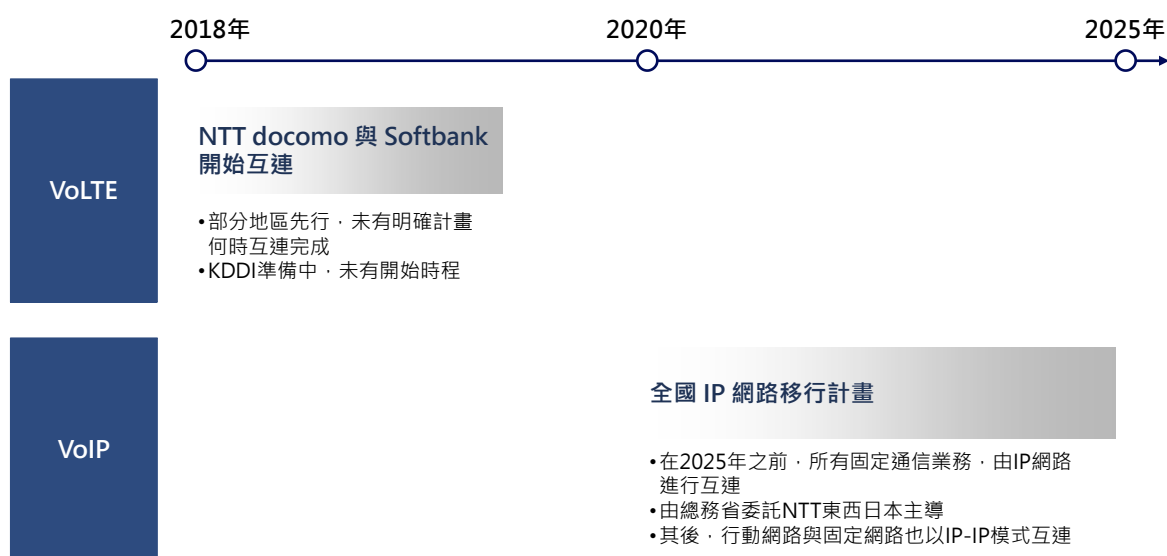 2018年
2020年
2025年
VoLTE
NTT docomo 與 Softbank
開始互連
•部分地區先行，未有明確計畫
何時互連完成
•KDDI準備中，未有開始時程
VoIP
全國 IP 網路移行計畫
•在2025年之前，所有固定通信業務，由IP網路
進行互連
•由總務省委託NTT東西日本主導
•其後，行動網路與固定網路也以IP-IP模式互連